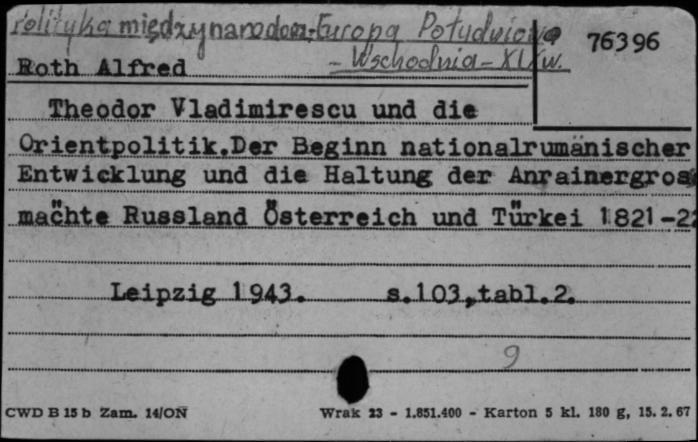 Polityka międzynarodowa-Europa Południowo
- Wschodnia - XIX w.
76396
Roth Alfred
Theodor Vladimirescu und die
Orientpolitik.Der Beginn nationalrumänischer
Entwicklung und die Haltung der Anrainergros
mächte Russland Österreich und Türkei 1821-22
Leipzig 1943. s.103,tabl.2.
9
CWD B 15 b Zam. 14/ON Wrak 23 - 1.851.400 - Karton 5 kl. 180 g, 15. 2. 67